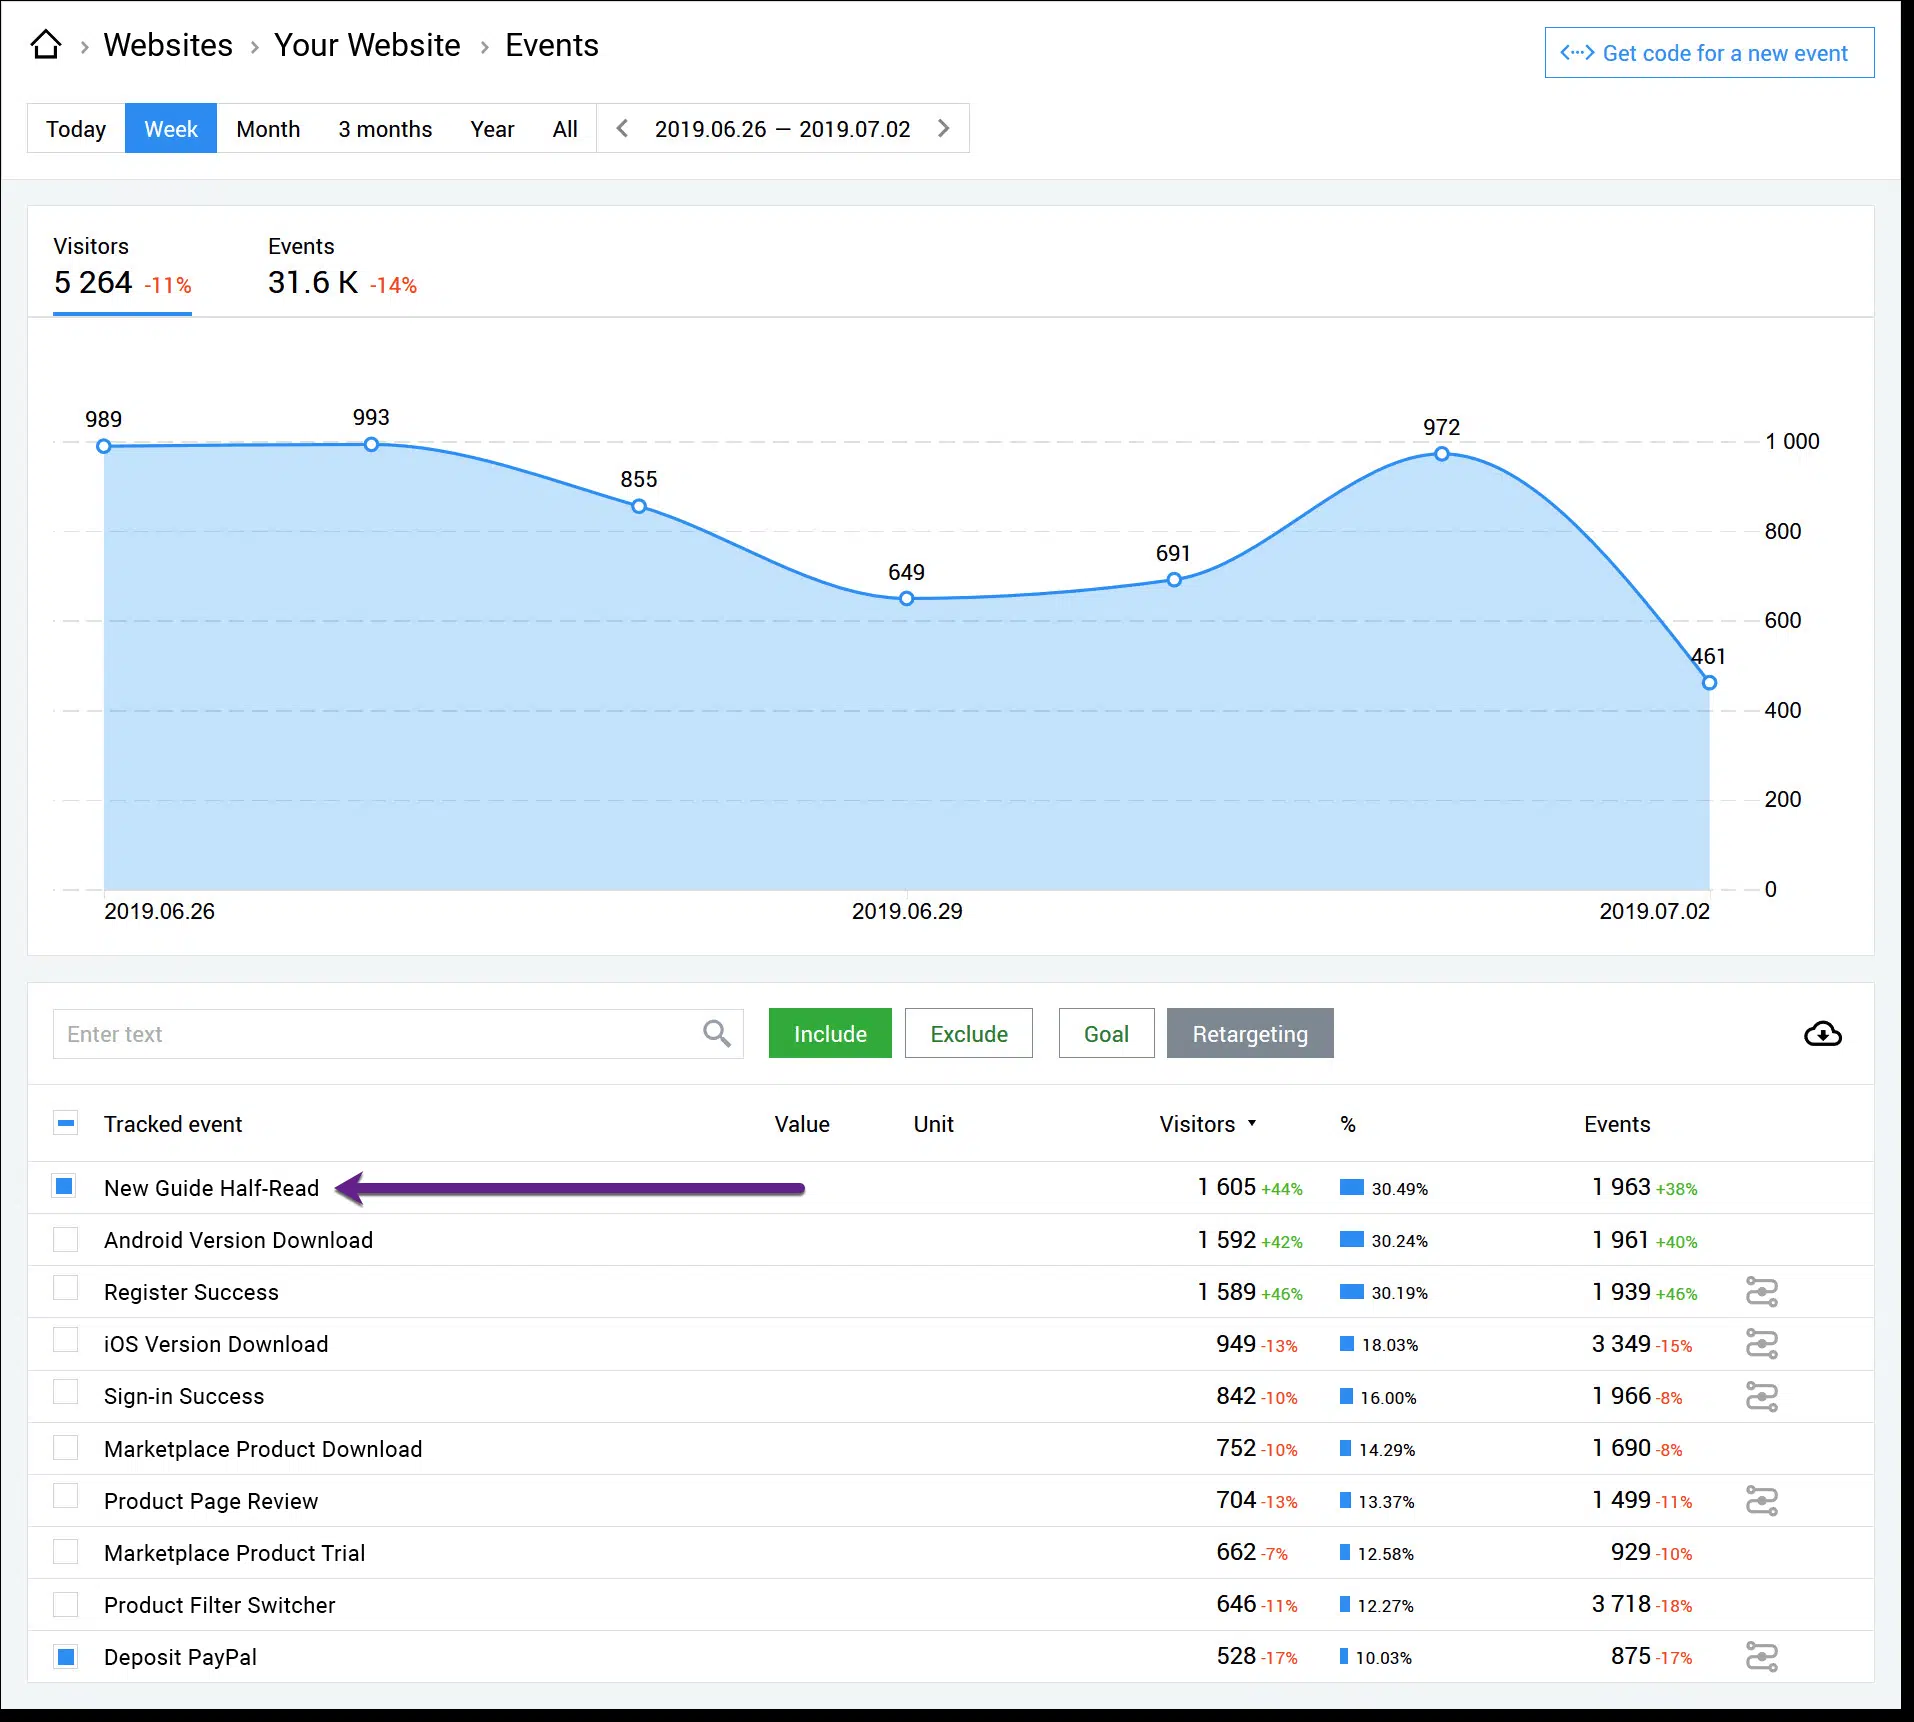 Websites › Your Website › Events
<···> Get code for a new event
Today Week Month 3 months Year All < 2019.06.26 — 2019.07.02 >
Visitors Events
5 264 -11% 31.6 K -14%
989 993 855 649 691 972 461
1 000
800
600
400
200
0
2019.06.26 2019.06.29 2019.07.02
Enter text Include Exclude Goal Retargeting
Tracked event Value Unit Visitors % Events
New Guide Half-Read 1 605 +44% 30.49% 1 963 +38%
Android Version Download 1 592 +42% 30.24% 1 961 +40%
Register Success 1 589 +46% 30.19% 1 939 +46%
iOS Version Download 949 -13% 18.03% 3 349 -15%
Sign-in Success 842 -10% 16.00% 1 966 -8%
Marketplace Product Download 752 -10% 14.29% 1 690 -8%
Product Page Review 704 -13% 13.37% 1 499 -11%
Marketplace Product Trial 662 -7% 12.58% 929 -10%
Product Filter Switcher 646 -11% 12.27% 3 718 -18%
Deposit PayPal 528 -17% 10.03% 875 -17%